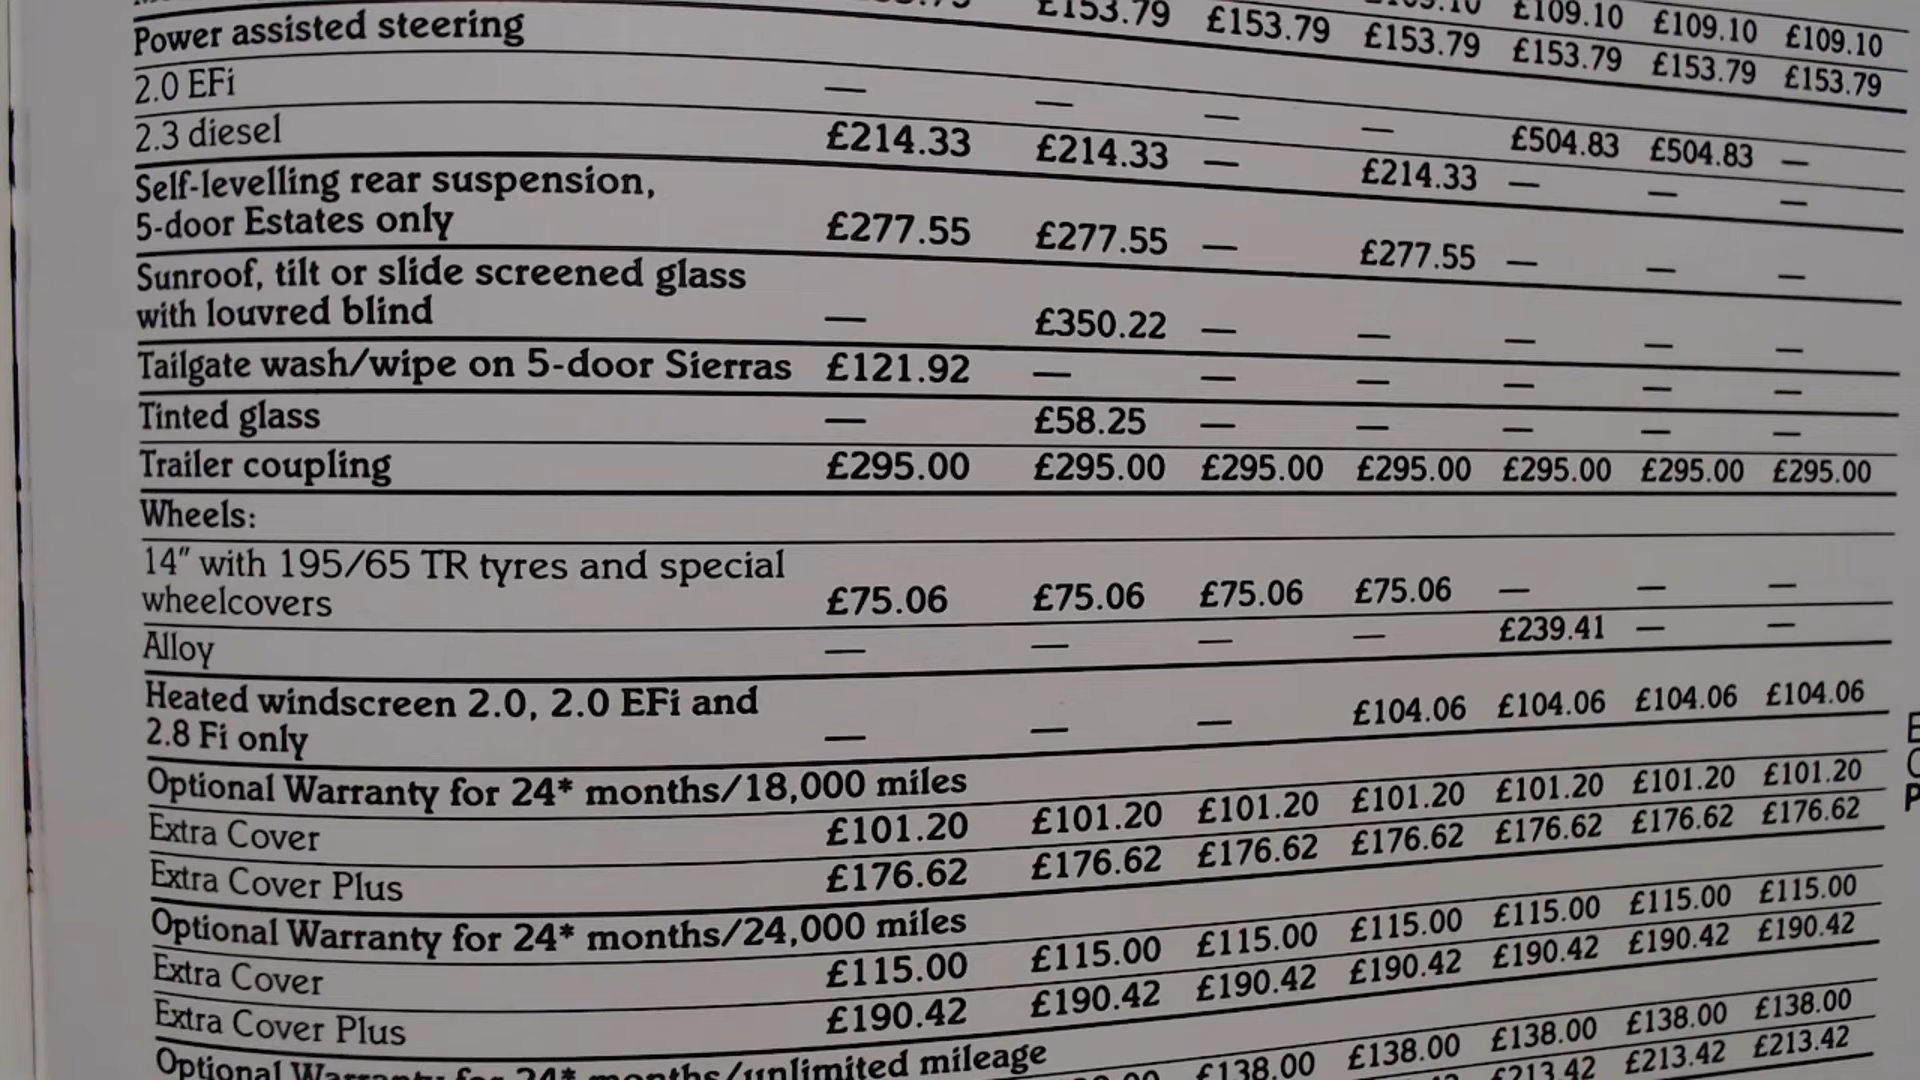 £153.79 £153.79 £153.79 £153.79 £153.79 £153.79
£109.10 £109.10 £109.10
Power assisted steering
2.0 EFi — — — — £504.83 £504.83 —
2.3 diesel £214.33 £214.33 — £214.33 — — —
Self-levelling rear suspension,
5-door Estates only £277.55 £277.55 — £277.55 — — —
Sunroof, tilt or slide screened glass
with louvred blind — £350.22 — — — — —
Tailgate wash/wipe on 5-door Sierras £121.92 — — — — — —
Tinted glass — £58.25 — — — — —
Trailer coupling £295.00 £295.00 £295.00 £295.00 £295.00 £295.00 £295.00
Wheels:
14" with 195/65 TR tyres and special
wheelcovers £75.06 £75.06 £75.06 £75.06 — — —
Alloy — — — — £239.41 — —
Heated windscreen 2.0, 2.0 EFi and
2.8 Fi only — — — £104.06 £104.06 £104.06 £104.06
Optional Warranty for 24* months/18,000 miles
Extra Cover £101.20 £101.20 £101.20 £101.20 £101.20 £101.20 £101.20
Extra Cover Plus £176.62 £176.62 £176.62 £176.62 £176.62 £176.62 £176.62
Optional Warranty for 24* months/24,000 miles
Extra Cover £115.00 £115.00 £115.00 £115.00 £115.00 £115.00 £115.00
Extra Cover Plus £190.42 £190.42 £190.42 £190.42 £190.42 £190.42 £190.42
Optional Warranty for 24* months/unlimited mileage
£138.00 £138.00 £138.00 £138.00 £138.00
£213.42 £213.42 £213.42